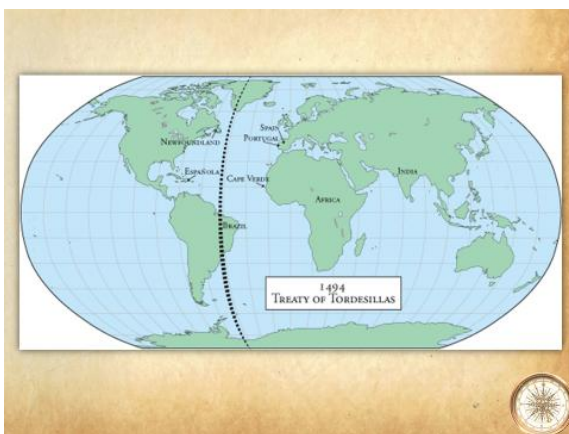 Newfoundland
Spain
Portugal
Española
Cape Verde
India
Africa
Brazil
1494
Treaty of Tordesillas